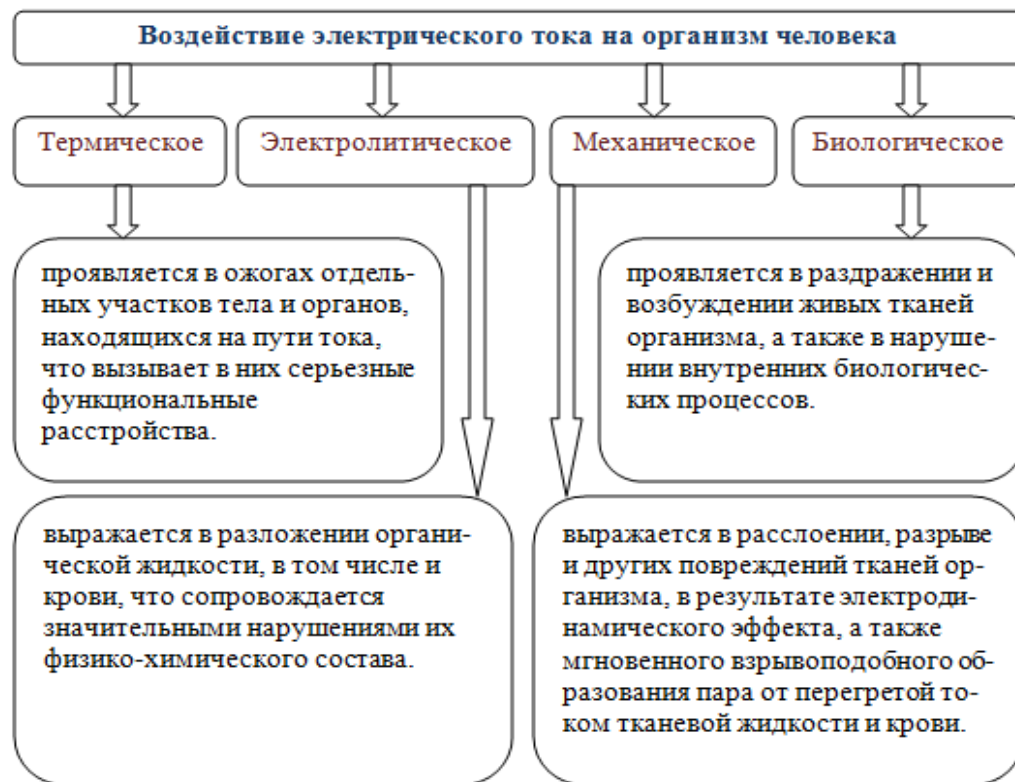 Воздействие электрического тока на организм человека
Термическое
Электролитическое
Механическое
Биологическое
проявляется в ожогах отдель-
ных участков тела и органов,
находящихся на пути тока,
что вызывает в них серьезные
функциональные
расстройства.
проявляется в раздражении и
возбуждении живых тканей
организма, а также в наруше-
нии внутренних биологичес-
ких процессов.
выражается в разложении органи-
ческой жидкости, в том числе и
крови, что сопровождается
значительными нарушениями их
физико-химического состава.
выражается в расслоении, разрыве
и других повреждений тканей ор-
ганизма, в результате электроди-
намического эффекта, а также
мгновенного взрывоподобного об-
разования пара от перегретой то-
ком тканевой жидкости и крови.